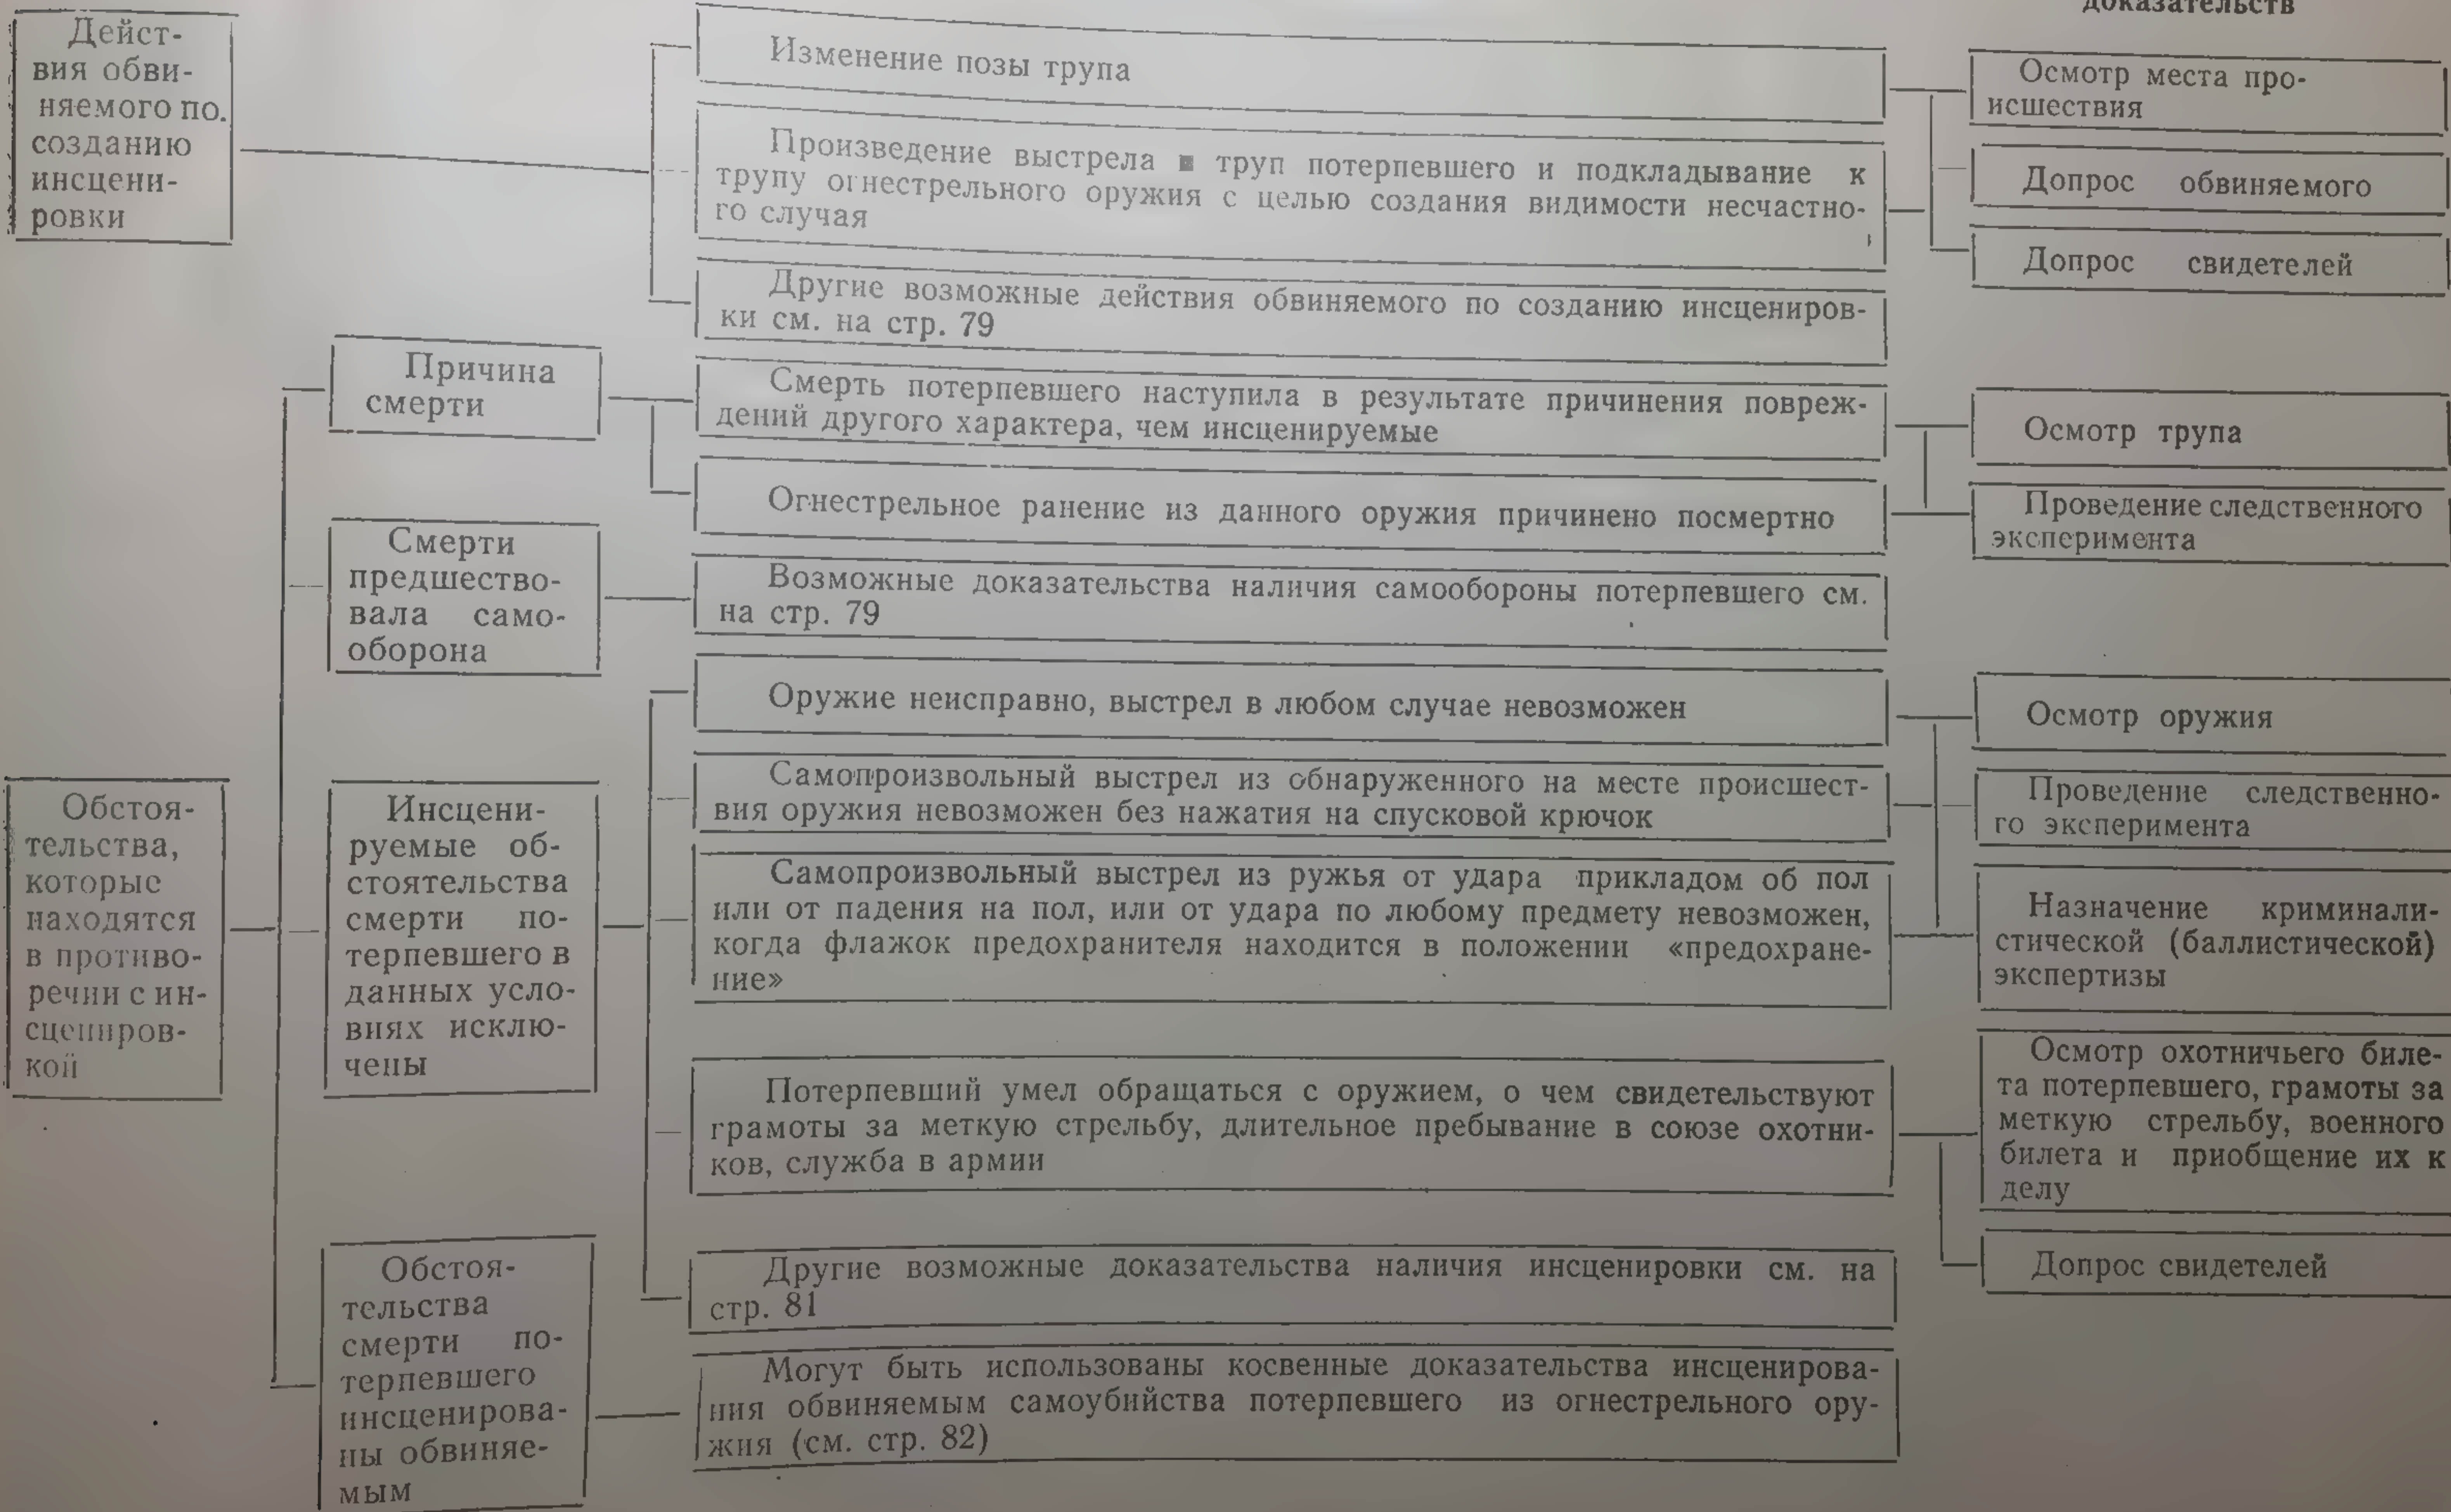 доказательств
Дейст-
вия обви-
няемого по.
созданию
инсцени-
ровки
Изменение позы трупа
Произведение выстрела в труп потерпевшего и подкладывание к
трупу огнестрельного оружия с целью создания видимости несчастно-
го случая
Другие возможные действия обвиняемого по созданию инсцениров-
ки см. на стр. 79
Осмотр места про-
исшествия
Допрос обвиняемого
Допрос свидетелей
Обстоя-
тельства,
которые
находятся
в противо-
речии с ин-
сцениров-
кой
Причина
смерти
Смерть потерпевшего наступила в результате причинения повреж-
дений другого характера, чем инсценируемые
Огнестрельное ранение из данного оружия причинено посмертно
Осмотр трупа
Проведение следственного
эксперимента
Смерти
предшество-
вала само-
оборона
Возможные доказательства наличия самообороны потерпевшего см.
на стр. 79
Инсцени-
руемые об-
стоятельства
смерти по-
терпевшего в
данных усло-
виях исклю-
чены
Оружие неисправно, выстрел в любом случае невозможен
Самопроизвольный выстрел из обнаруженного на месте происшест-
вия оружия невозможен без нажатия на спусковой крючок
Самопроизвольный выстрел из ружья от удара прикладом об пол
или от падения на пол, или от удара по любому предмету невозможен,
когда флажок предохранителя находится в положении «предохране-
ние»
Осмотр оружия
Проведение следственно-
го эксперимента
Назначение криминали-
стической (баллистической)
экспертизы
Потерпевший умел обращаться с оружием, о чем свидетельствуют
грамоты за меткую стрельбу, длительное пребывание в союзе охотни-
ков, служба в армии
Осмотр охотничьего биле-
та потерпевшего, грамоты за
меткую стрельбу, военного
билета и приобщение их к
делу
Допрос свидетелей
Другие возможные доказательства наличия инсценировки см. на
стр. 81
Обстоя-
тельства
смерти по-
терпевшего
инсценирова-
ны обвиняе-
мым
Могут быть использованы косвенные доказательства инсценирова-
ния обвиняемым самоубийства потерпевшего из огнестрельного ору-
жия (см. стр. 82)